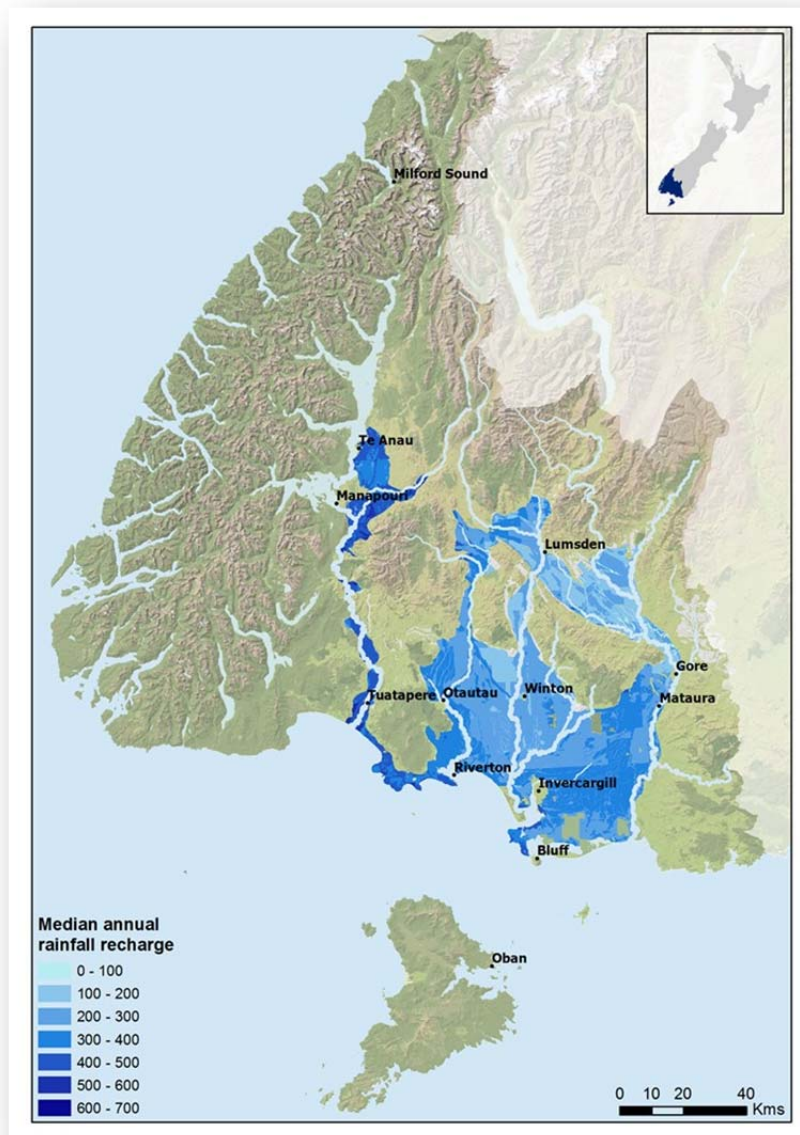 Milford Sound
Te Anau
Manapouri
Lumsden
Gore
Tuatapere
Otautau
Winton
Mataura
Riverton
Invercargill
Bluff
Oban
Median annual
rainfall recharge
0 - 100
100 - 200
200 - 300
300 - 400
400 - 500
500 - 600
600 - 700
0 10 20 40
Kms